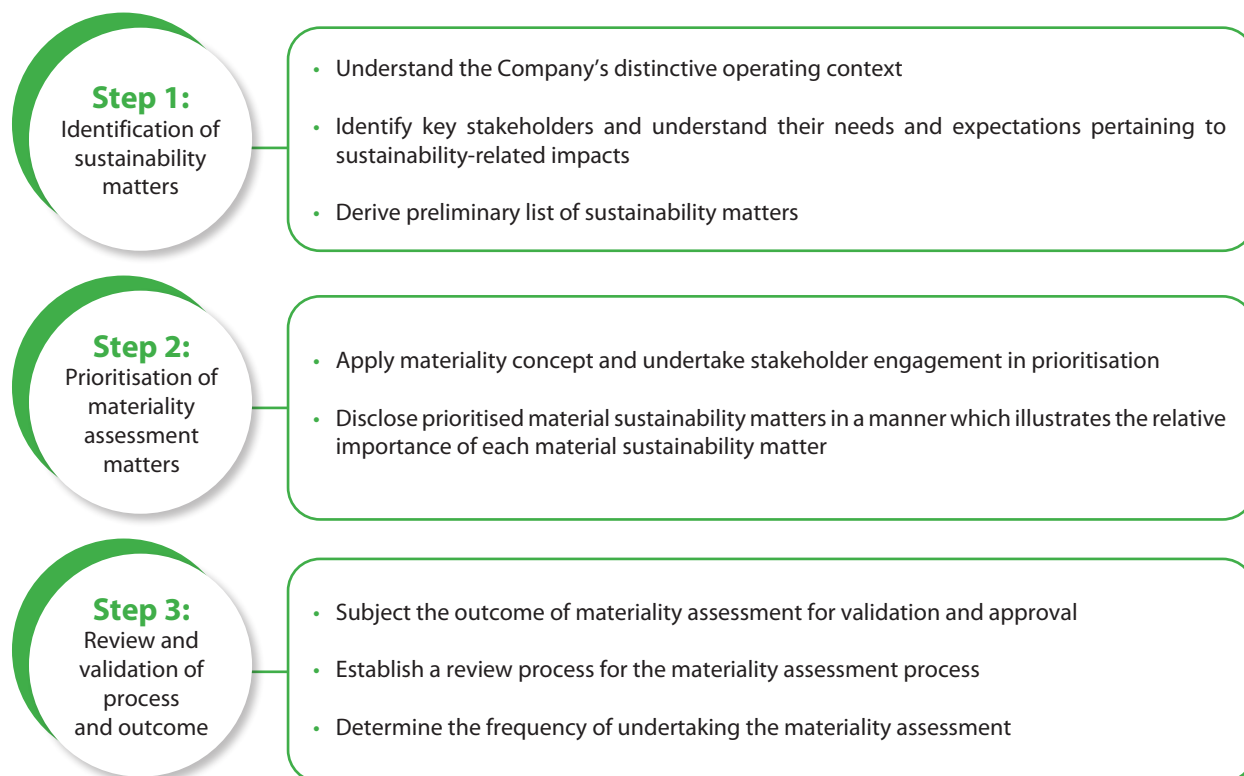 Step 1:
Identification of
sustainability
matters
• Understand the Company's distinctive operating context
• Identify key stakeholders and understand their needs and expectations pertaining to
sustainability-related impacts
• Derive preliminary list of sustainability matters
Step 2:
Prioritisation of
materiality
assessment
matters
• Apply materiality concept and undertake stakeholder engagement in prioritisation
• Disclose prioritised material sustainability matters in a manner which illustrates the relative
importance of each material sustainability matter
Step 3:
Review and
validation of
process
and outcome
• Subject the outcome of materiality assessment for validation and approval
• Establish a review process for the materiality assessment process
• Determine the frequency of undertaking the materiality assessment